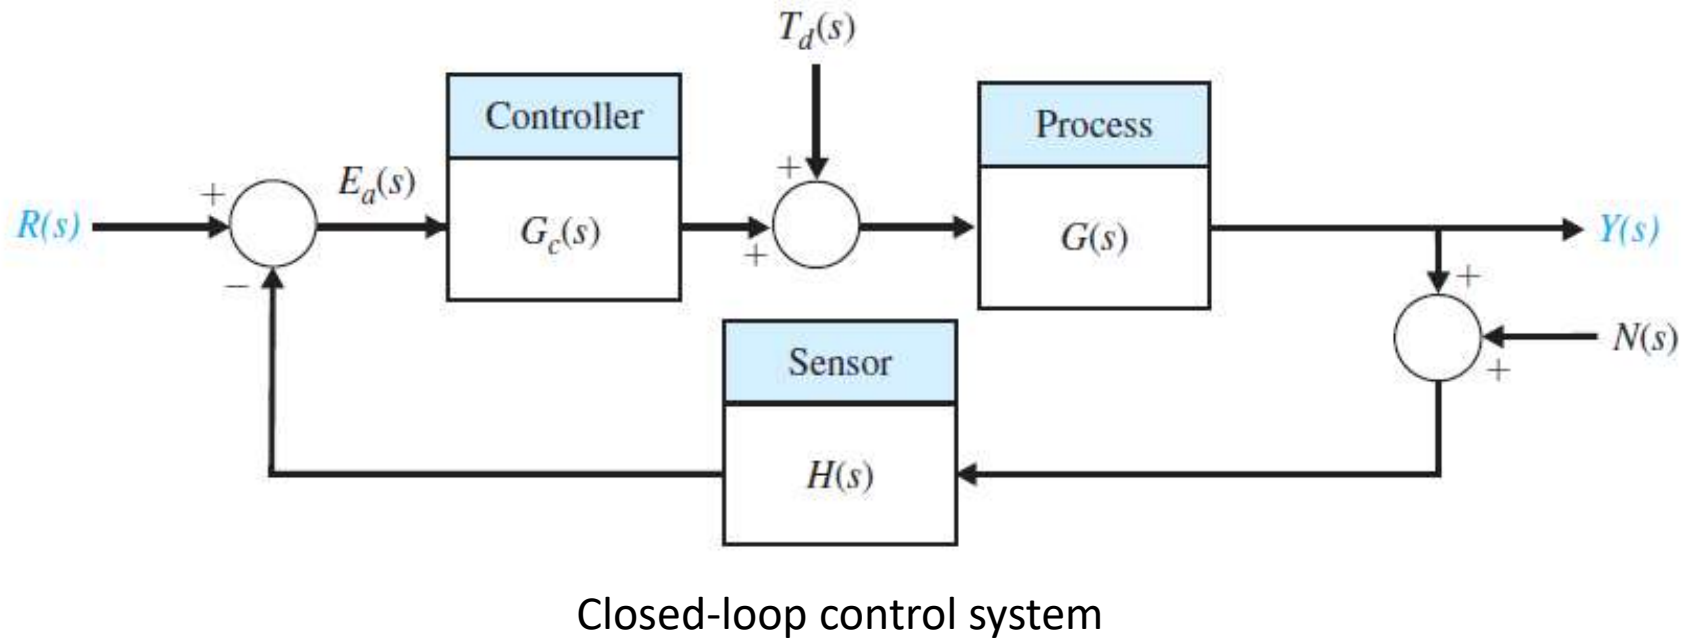 T_d(s)
Controller
Process
+
+
E_a(s)
R(s)
G_c(s)
G(s)
Y(s)
+
−
+
N(s)
Sensor
+
H(s)
Closed-loop control system